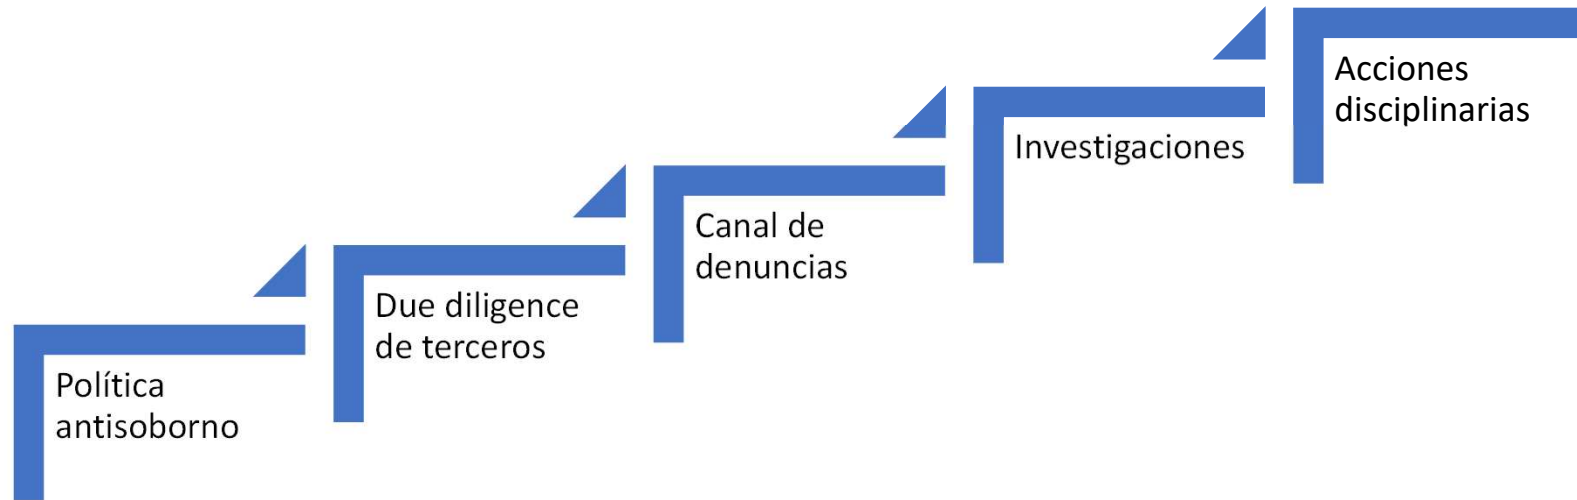 Política
antisoborno
Due diligence
de terceros
Canal de
denuncias
Investigaciones
Acciones
disciplinarias